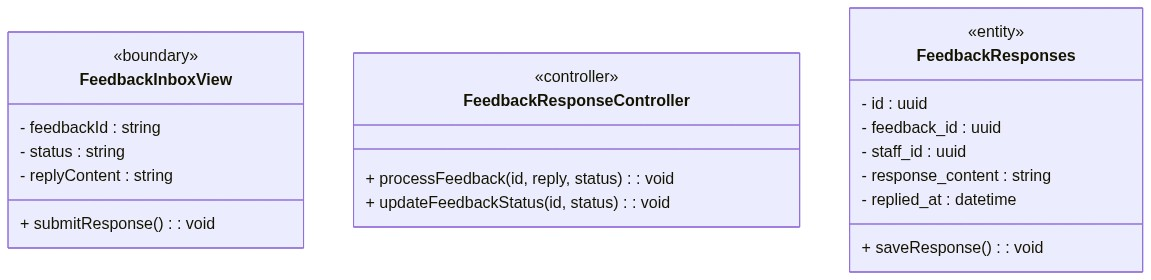 «boundary»
FeedbackInboxView
- feedbackId : string
- status : string
- replyContent : string
+ submitResponse() : : void
«controller»
FeedbackResponseController
+ processFeedback(id, reply, status) : : void
+ updateFeedbackStatus(id, status) : : void
«entity»
FeedbackResponses
- id : uuid
- feedback_id : uuid
- staff_id : uuid
- response_content : string
- replied_at : datetime
+ saveResponse() : : void